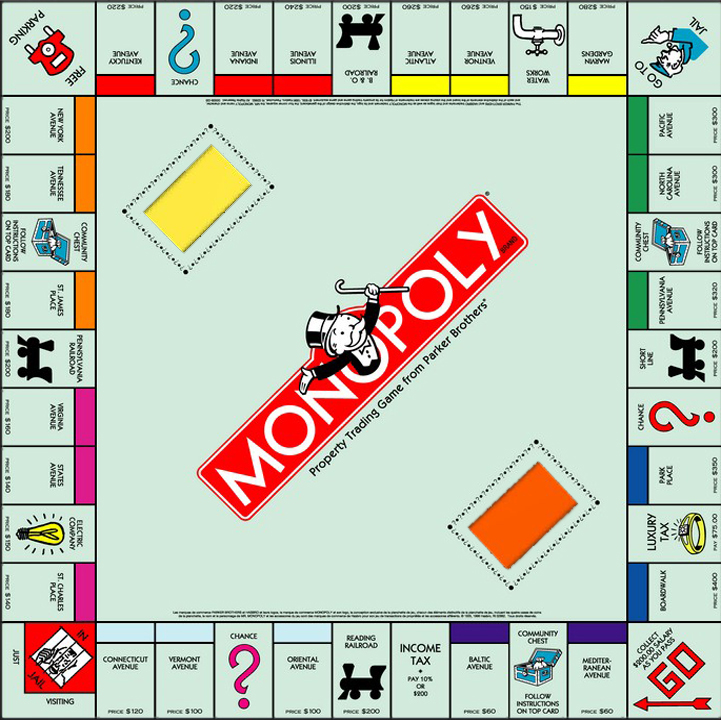 FREE
PARKING
KENTUCKY
AVENUE
PRICE $220
CHANCE
INDIANA
AVENUE
PRICE $220
ILLINOIS
AVENUE
PRICE $240
B. & O.
RAILROAD
PRICE $200
ATLANTIC
AVENUE
PRICE $260
VENTNOR
AVENUE
PRICE $260
WATER
WORKS
PRICE $150
MARVIN
GARDENS
PRICE $280
GO TO
JAIL
NEW YORK
AVENUE
PRICE $200
TENNESSEE
AVENUE
PRICE $180
COMMUNITY
CHEST
FOLLOW
INSTRUCTIONS
ON TOP CARD
ST. JAMES
PLACE
PRICE $180
PENNSYLVANIA
RAILROAD
PRICE $200
VIRGINIA
AVENUE
PRICE $160
STATES
AVENUE
PRICE $140
ELECTRIC
COMPANY
PRICE $150
ST. CHARLES
PLACE
PRICE $140
MONOPOLY
BRAND
®
Property Trading Game from Parker Brothers®
PACIFIC
AVENUE
PRICE $300
NORTH
CAROLINA
AVENUE
PRICE $300
COMMUNITY
CHEST
FOLLOW
INSTRUCTIONS
ON TOP CARD
PENNSYLVANIA
AVENUE
PRICE $320
SHORT
LINE
PRICE $200
CHANCE
PARK
PLACE
PRICE $350
LUXURY
TAX
PAY $75.00
BOARDWALK
PRICE $400
IN
JAIL
JUST
VISITING
CONNECTICUT
AVENUE
PRICE $120
VERMONT
AVENUE
PRICE $100
CHANCE
ORIENTAL
AVENUE
PRICE $100
READING
RAILROAD
PRICE $200
INCOME
TAX
PAY 10%
OR
$200
BALTIC
AVENUE
PRICE $60
COMMUNITY
CHEST
FOLLOW
INSTRUCTIONS
ON TOP CARD
MEDITER-
RANEAN
AVENUE
PRICE $60
COLLECT
$200.00 SALARY
AS YOU PASS
GO